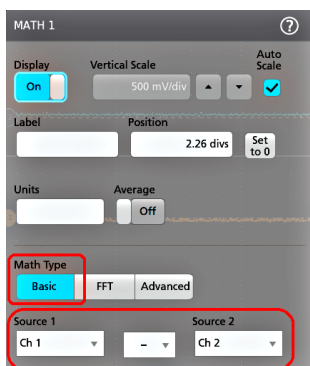 MATH 1 ?
Display Vertical Scale Auto Scale
On 500 mV/div
Label Position
2.26 divs Set to 0
Units Average
Off
Math Type
Basic FFT Advanced
Source 1 Source 2
Ch 1 – Ch 2